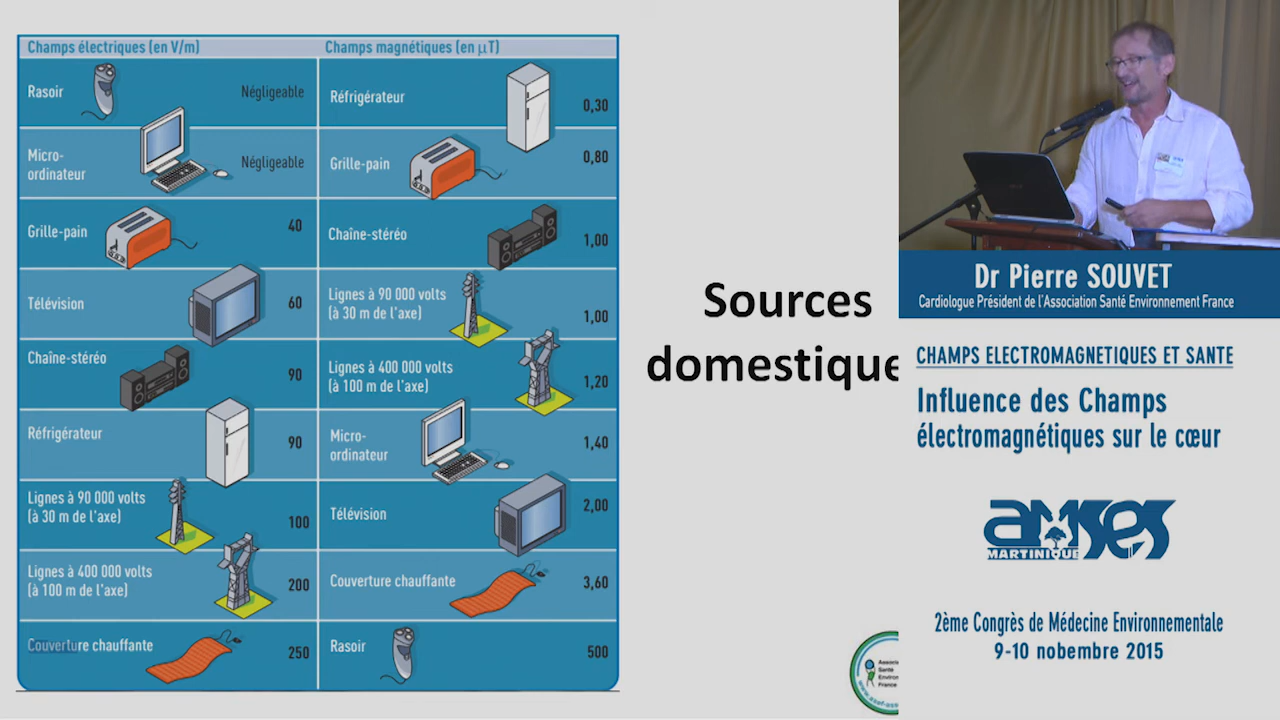 Champs électriques (en V/m)
Champs magnétiques (en µT)
Rasoir
Négligeable
Micro-
ordinateur
Négligeable
Grille-pain
40
Télévision
60
Chaîne-stéréo
90
Réfrigérateur
90
Lignes à 90 000 volts
(à 30 m de l'axe)
100
Lignes à 400 000 volts
(à 100 m de l'axe)
200
Couverture chauffante
250
Réfrigérateur
0,30
Grille-pain
0,80
Chaîne-stéréo
1,00
Lignes à 90 000 volts
(à 30 m de l'axe)
1,00
Lignes à 400 000 volts
(à 100 m de l'axe)
1,20
Micro-
ordinateur
1,40
Télévision
2,00
Couverture chauffante
3,60
Rasoir
500
Sources
domestique
Associ
Santé
Environ
France
Dr Pierre SOUVET
Cardiologue Président de l'Association Santé Environnement France
CHAMPS ELECTROMAGNETIQUES ET SANTE
Influence des Champs
électromagnétiques sur le cœur
AMSES
MARTINIQUE
2ème Congrès de Médecine Environnementale
9-10 nobembre 2015